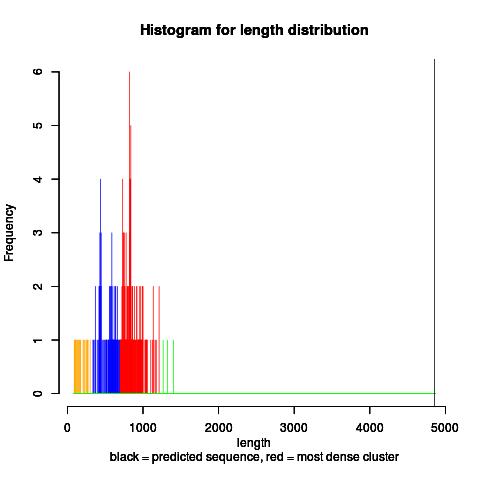 Histogram for length distribution
Frequency
6
5
4
3
2
1
0
0 1000 2000 3000 4000 5000
length
black = predicted sequence, red = most dense cluster